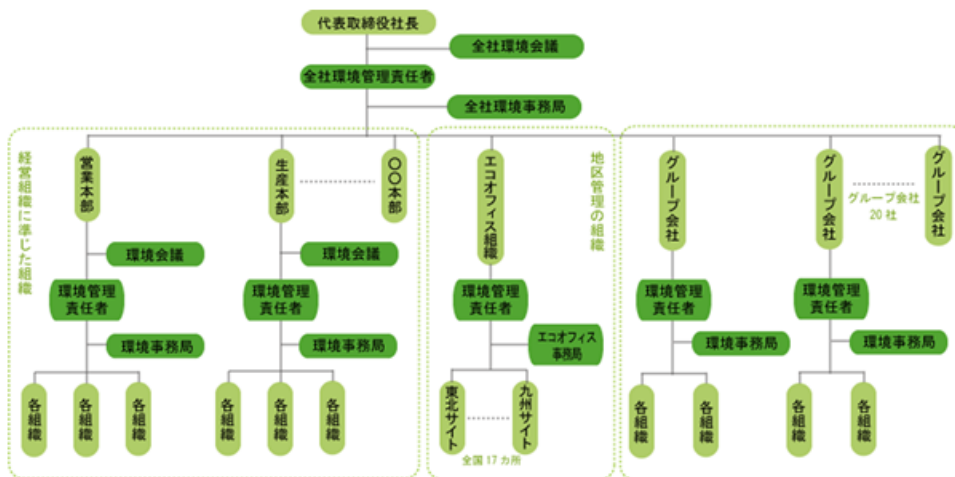 代表取締役社長
全社環境会議
全社環境管理責任者
全社環境事務局
経営組織に準じた組織
営業本部
生産本部
〇〇本部
環境会議
環境会議
環境管理
責任者
環境管理
責任者
環境事務局
環境事務局
各組織
各組織
各組織
各組織
各組織
各組織
地区管理の組織
エコオフィス組織
環境管理
責任者
エコオフィス
事務局
東北サイト
九州サイト
全国17カ所
グループ会社
グループ会社
グループ会社
グループ会社
20社
環境管理
責任者
環境管理
責任者
環境事務局
環境事務局
各組織
各組織
各組織
各組織